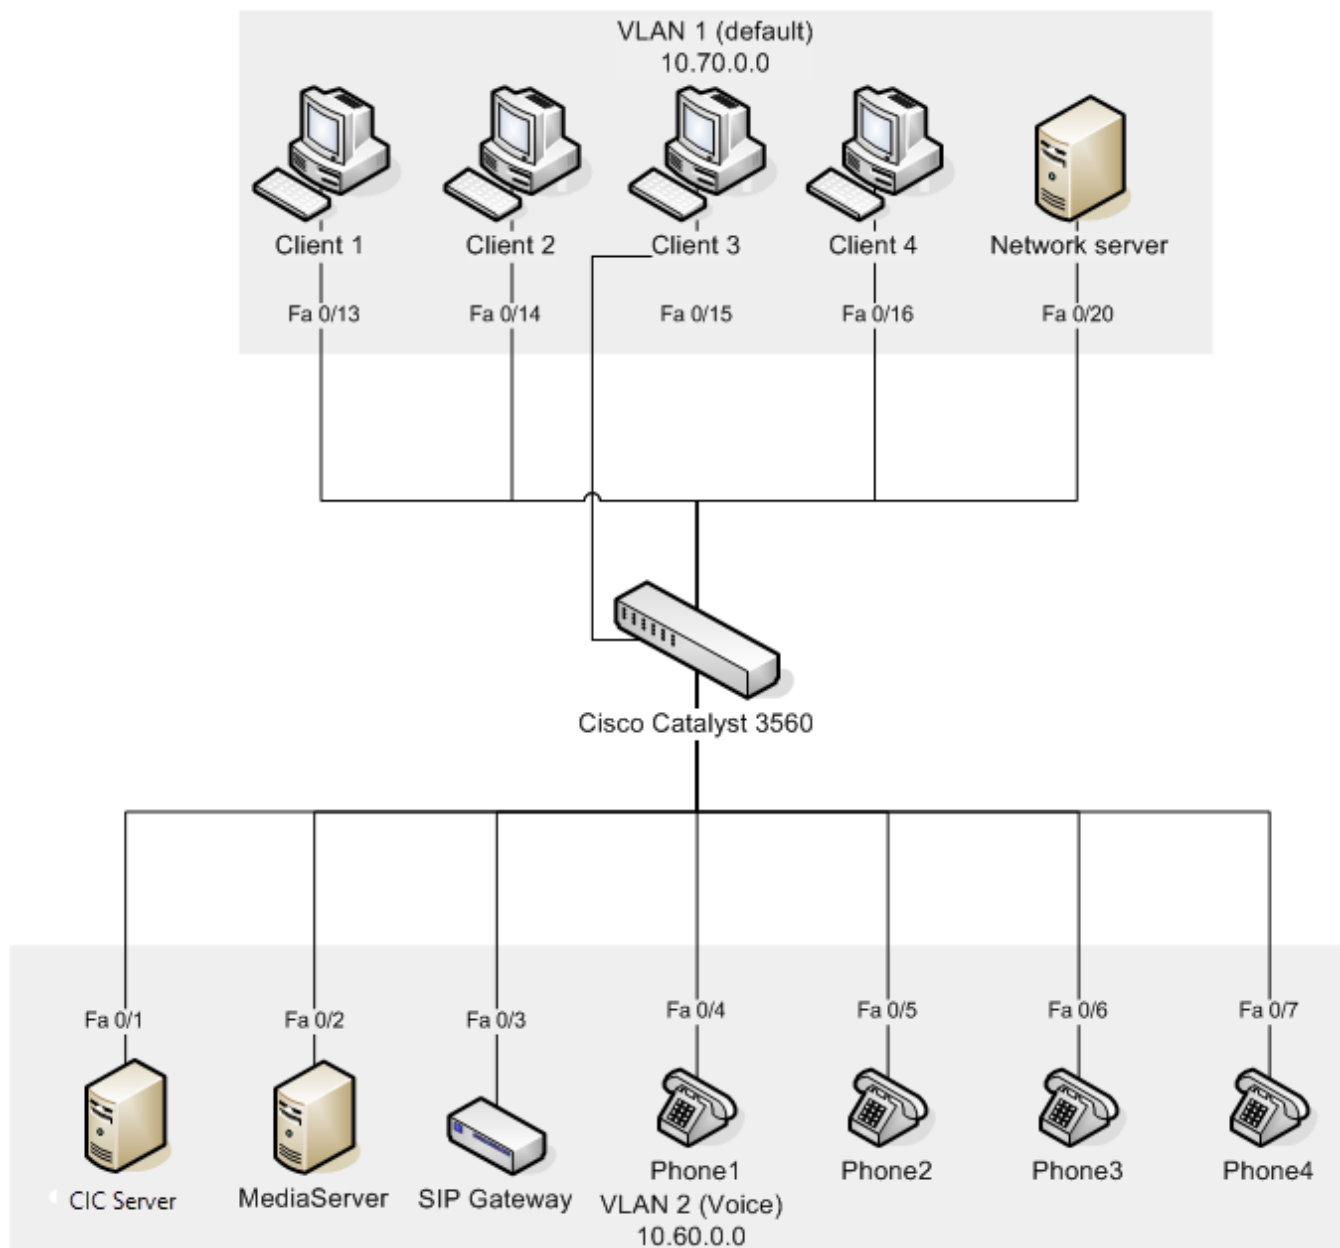 VLAN 1 (default)
10.70.0.0
Client 1
Client 2
Client 3
Client 4
Network server
Fa 0/13
Fa 0/14
Fa 0/15
Fa 0/16
Fa 0/20
Cisco Catalyst 3560
Fa 0/1
Fa 0/2
Fa 0/3
Fa 0/4
Fa 0/5
Fa 0/6
Fa 0/7
CIC Server
MediaServer
SIP Gateway
Phone1
Phone2
Phone3
Phone4
VLAN 2 (Voice)
10.60.0.0